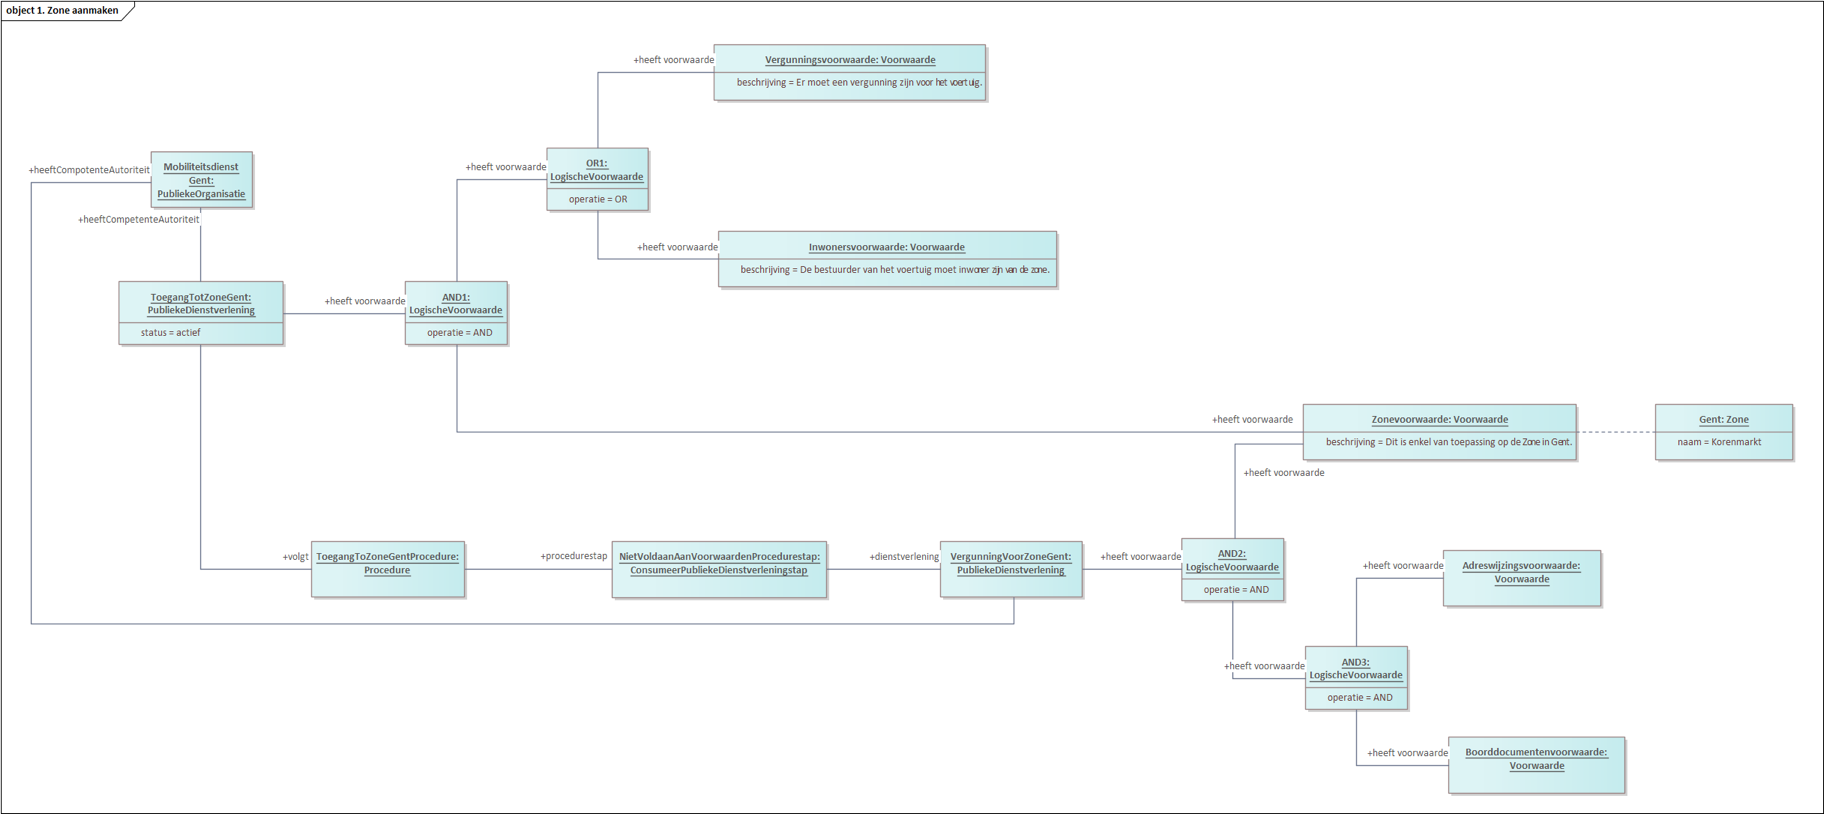 object 1. Zone aanmaken
+heeft voorwaarde
Vergunningsvoorwaarde: Voorwaarde
beschrijving = Er moet een vergunning zijn voor het voertuig.
+heeftCompotenteAutoriteit
Mobiliteitsdienst
Gent:
PubliekeOrganisatie
+heeft voorwaarde
OR1:
LogischeVoorwaarde
operatie = OR
+heeftCompetenteAutoriteit
+heeft voorwaarde
Inwonersvoorwaarde: Voorwaarde
beschrijving = De bestuurder van het voertuig moet inwoner zijn van de zone.
ToegangTotZoneGent:
PubliekeDienstverlening
status = actief
+heeft voorwaarde
AND1:
LogischeVoorwaarde
operatie = AND
+heeft voorwaarde
Zonevoorwaarde: Voorwaarde
beschrijving = Dit is enkel van toepassing op de Zone in Gent.
Gent: Zone
naam = Korenmarkt
+heeft voorwaarde
+volgt
ToegangToZoneGentProcedure:
Procedure
+procedurestap
NietVoldaanAanVoorwaardenProcedurestap:
ConsumeerPubliekeDienstverleningstap
+dienstverlening
VergunningVoorZoneGent:
PubliekeDienstverlening
+heeft voorwaarde
AND2:
LogischeVoorwaarde
operatie = AND
+heeft voorwaarde
Adreswijzingsvoorwaarde:
Voorwaarde
+heeft voorwaarde
AND3:
LogischeVoorwaarde
operatie = AND
+heeft voorwaarde
Boorddocumentenvoorwaarde:
Voorwaarde